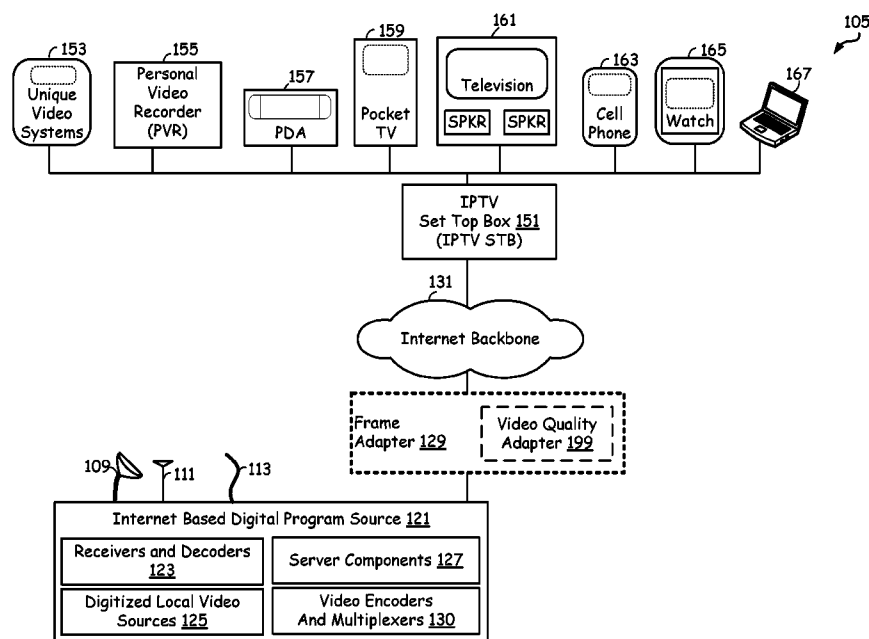 105
153
Unique
Video
Systems
155
Personal
Video
Recorder
(PVR)
157
PDA
159
Pocket
TV
161
Television
SPKR
SPKR
163
Cell
Phone
165
Watch
167
IPTV
Set Top Box 151
(IPTV STB)
131
Internet Backbone
Frame
Adapter 129
Video Quality
Adapter 199
109
111
113
Internet Based Digital Program Source 121
Receivers and Decoders
123
Server Components 127
Digitized Local Video
Sources 125
Video Encoders
And Multiplexers 130